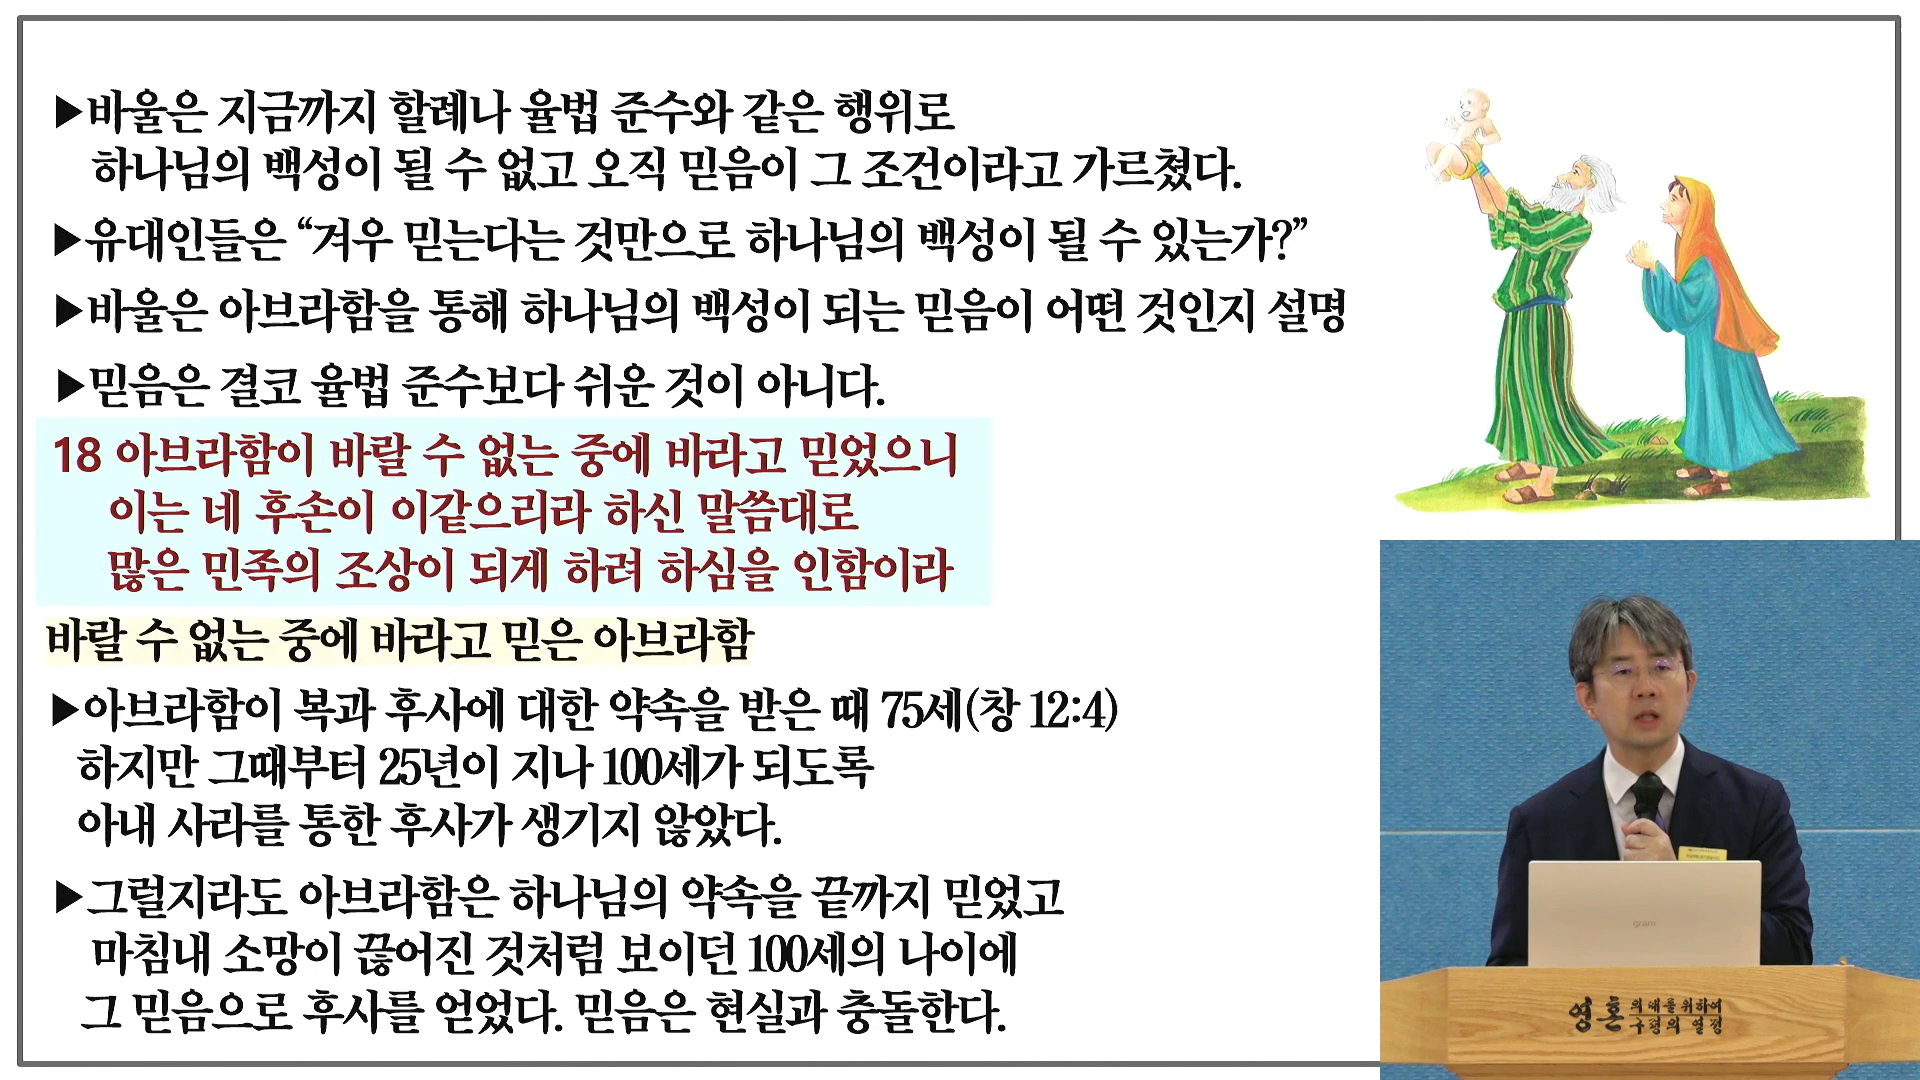 ▶바울은 지금까지 할례나 율법 준수와 같은 행위로
하나님의 백성이 될 수 없고 오직 믿음이 그 조건이라고 가르쳤다.
▶유대인들은 “겨우 믿는다는 것만으로 하나님의 백성이 될 수 있는가?”
▶바울은 아브라함을 통해 하나님의 백성이 되는 믿음이 어떤 것인지 설명
▶믿음은 결코 율법 준수보다 쉬운 것이 아니다.
18 아브라함이 바랄 수 없는 중에 바라고 믿었으니
이는 네 후손이 이같으리라 하신 말씀대로
많은 민족의 조상이 되게 하려 하심을 인함이라
바랄 수 없는 중에 바라고 믿은 아브라함
▶아브라함이 복과 후사에 대한 약속을 받은 때 75세(창 12:4)
하지만 그때부터 25년이 지나 100세가 되도록
아내 사라를 통한 후사가 생기지 않았다.
▶그럴지라도 아브라함은 하나님의 약속을 끝까지 믿었고
마침내 소망이 끊어진 것처럼 보이던 100세의 나이에
그 믿음으로 후사를 얻었다. 믿음은 현실과 충돌한다.
gram
영혼
의 때를 위하여
구령의 열정